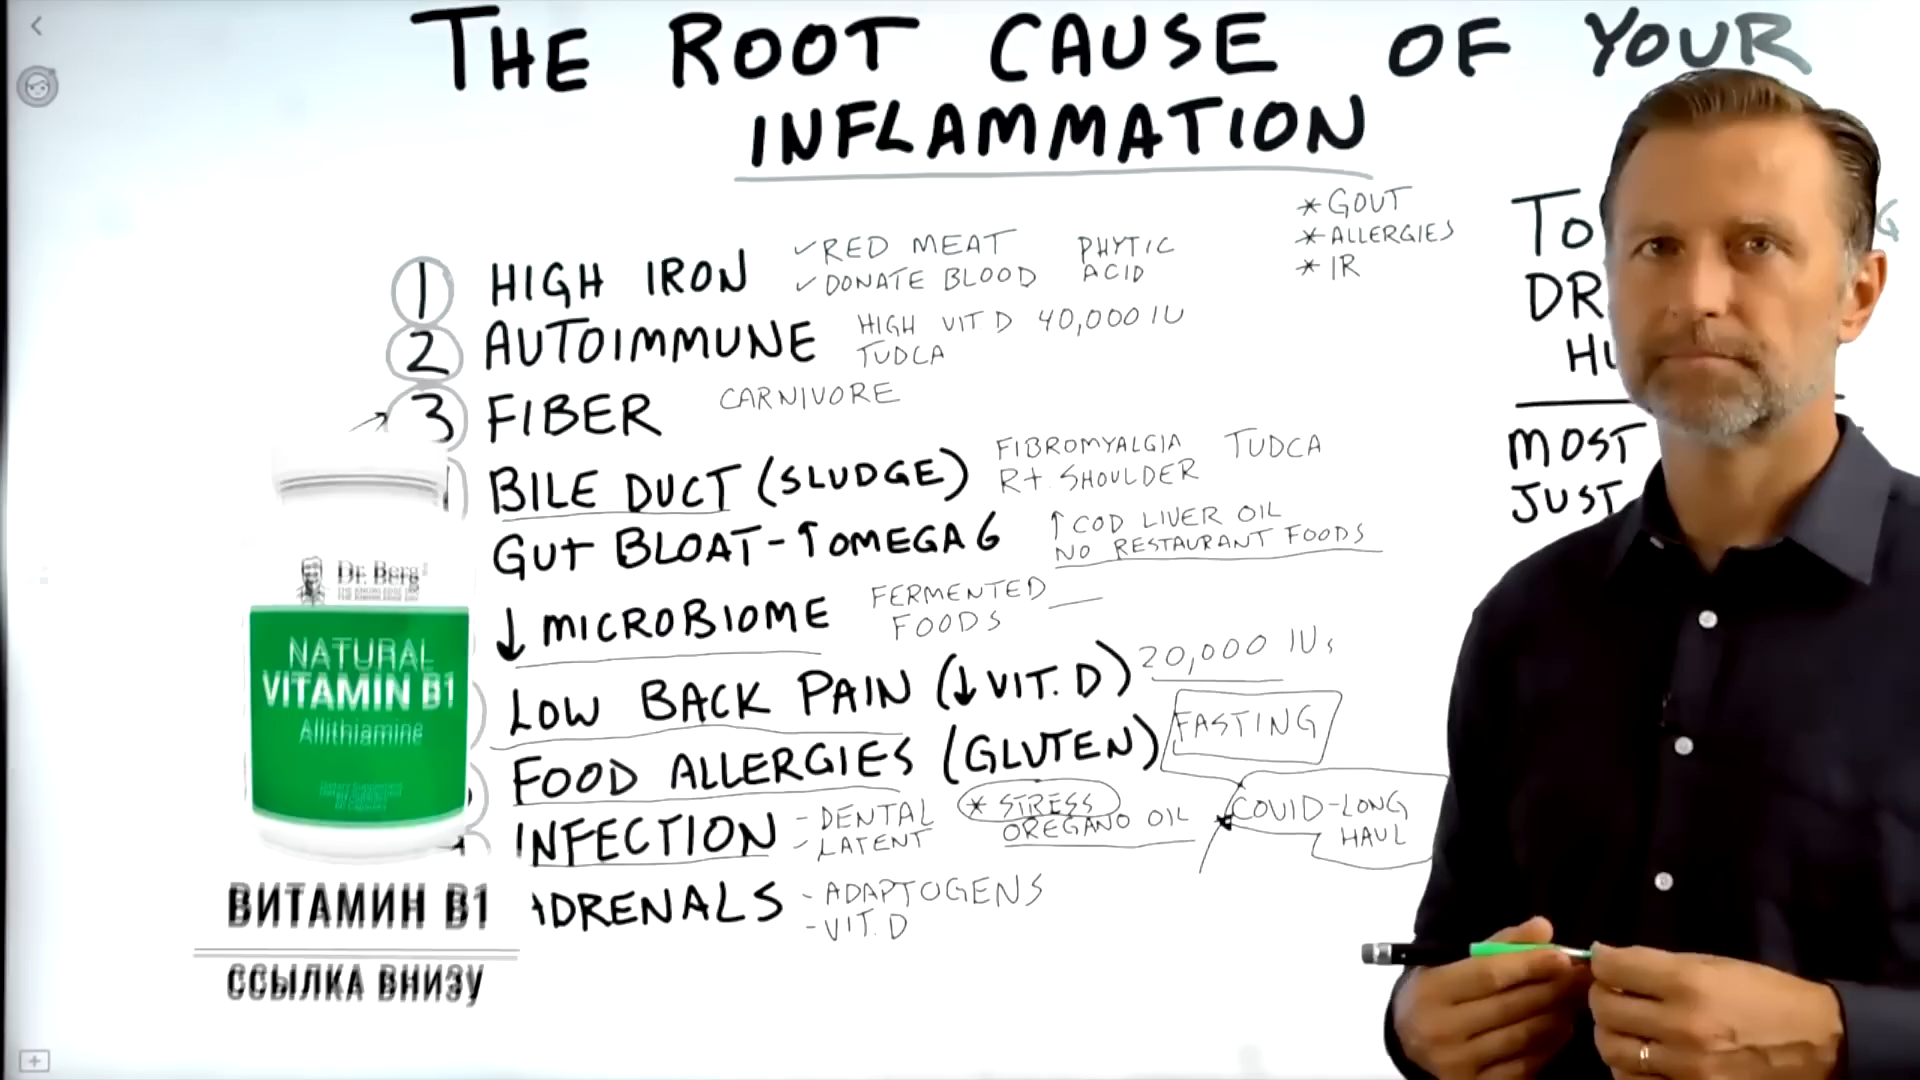 THE ROOT CAUSE OF YOUR
INFLAMMATION
* GOUT
* ALLERGIES
* IR
1 HIGH IRON
✓ RED MEAT
✓ DONATE BLOOD
PHYTIC
ACID
2 AUTOIMMUNE
HIGH VIT D 40,000 IU
TUDCA
→ 3 FIBER
CARNIVORE
BILE DUCT (SLUDGE)
FIBROMYALGIA TUDCA
R+ SHOULDER
GUT BLOAT - ↑OMEGA 6
↑ COD LIVER OIL
NO RESTAURANT FOODS
↓ MICROBIOME
FERMENTED
FOODS
LOW BACK PAIN (↓VIT. D) 20,000 IUs
FOOD ALLERGIES (GLUTEN) FASTING
INFECTION
- DENTAL
- LATENT
* STRESS
OREGANO OIL
COVID-LONG
HAUL
ADRENALS
- ADAPTOGENS
- VIT. D
TO
DR
HU
MOST
JUST
Dr. Berg
NATURAL
VITAMIN B1
Allithiamine
ВИТАМИН B1
ССЫЛКА ВНИЗУ